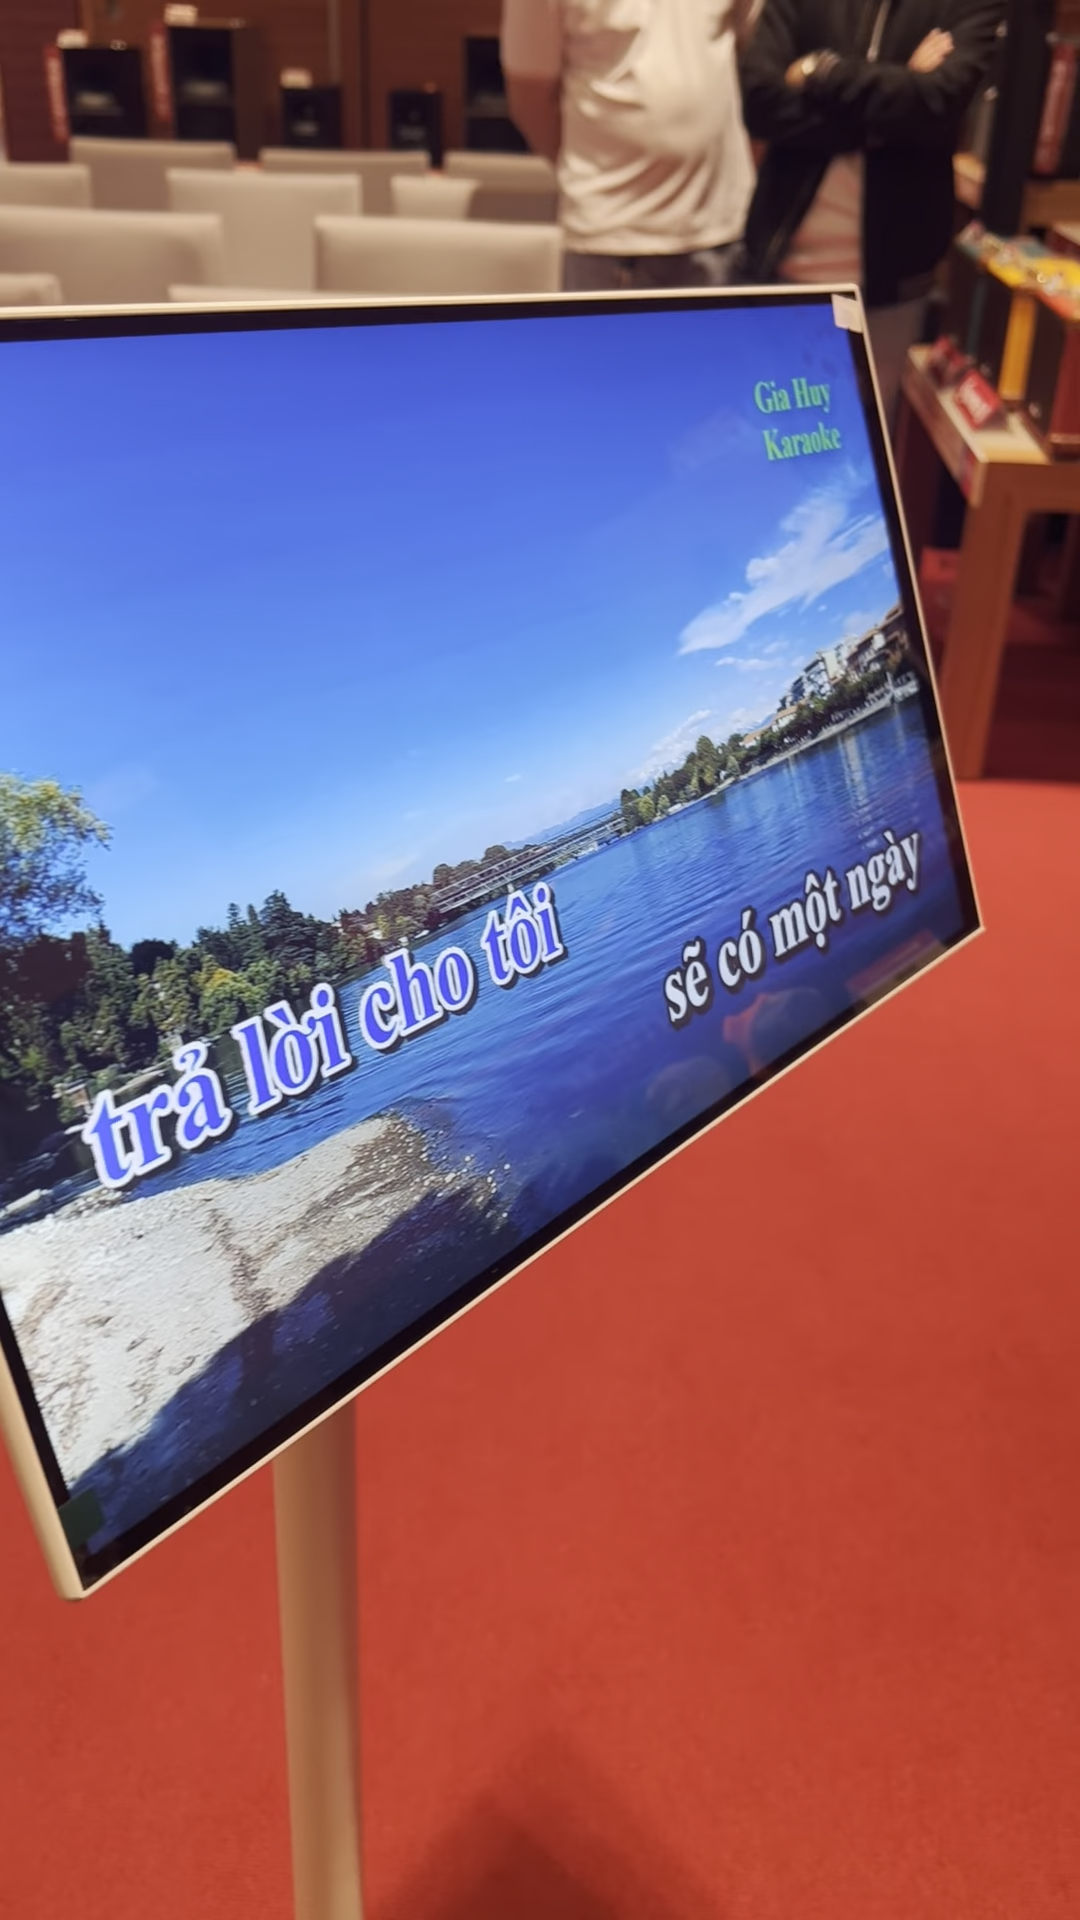 Gia Huy
Karaoke
trả lời cho tôi
sẽ có một ngày